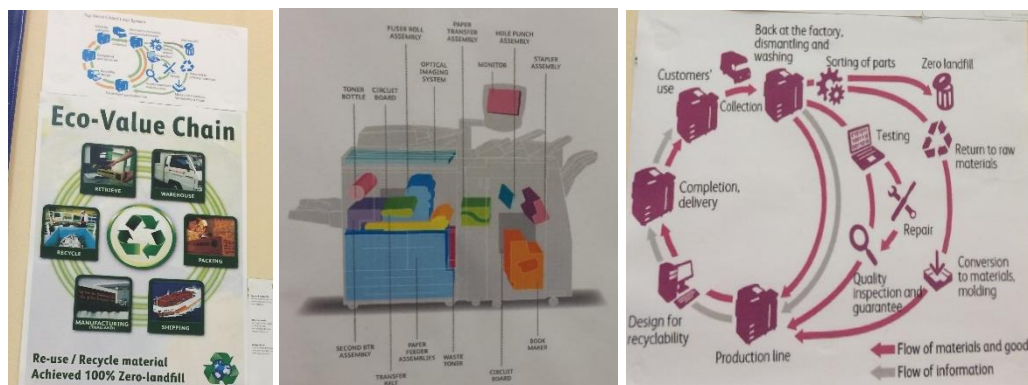 Eco-Value Chain
RETRIEVE
WAREHOUSE
RECYCLE
PACKING
MANUFACTURING
(THAILAND)
SHIPPING
Re-use / Recycle material
Achieved 100% Zero-landfill
FUSER ROLL
ASSEMBLY
PAPER
TRANSFER
ASSEMBLY
HOLE PUNCH
ASSEMBLY
OPTICAL
IMAGING
SYSTEM
MONITOR
STAPLER
ASSEMBLY
TONER
BOTTLE
CIRCUIT
BOARD
SECOND BTR
ASSEMBLY
TRANSFER
BELT
PAPER
FEEDER
ASSEMBLIES
WASTE
TONER
CIRCUIT
BOARD
BOOK
MAKER
Back at the factory,
dismantling and
washing
Sorting of parts
Zero landfill
Customers'
use
Collection
Testing
Return to raw
materials
Completion,
delivery
Repair
Quality
inspection and
guarantee
Conversion
to materials,
molding
Design for
recyclability
Production line
Flow of materials and good
Flow of information